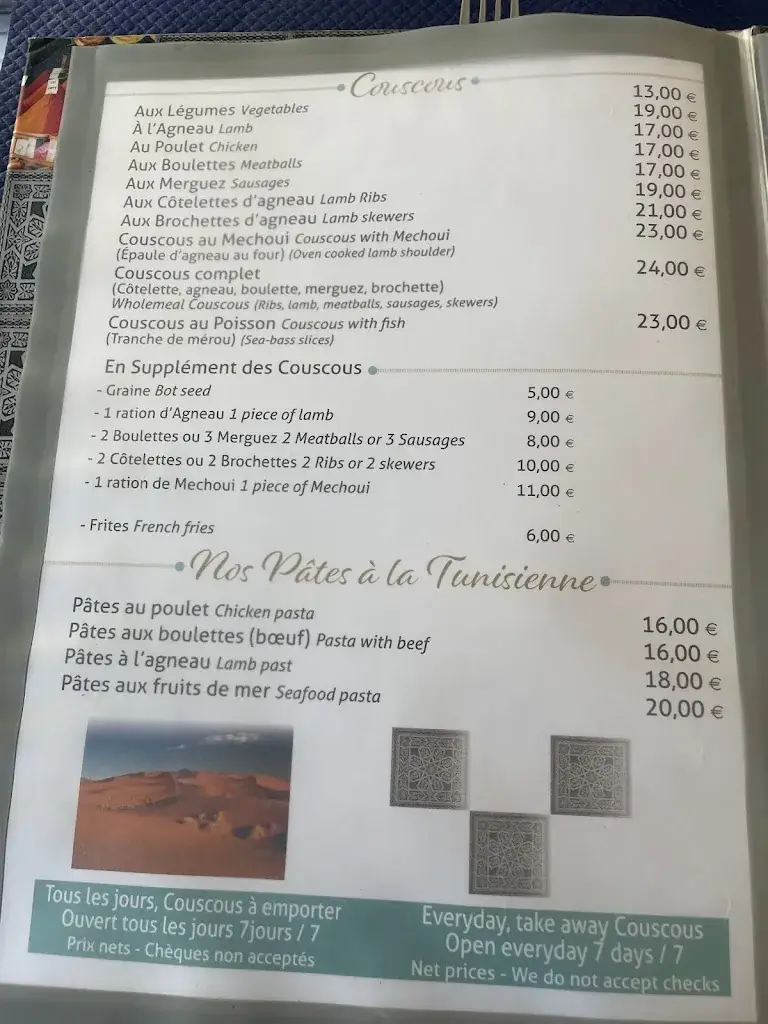 Couscous
Aux Légumes Vegetables 13,00 €
À l'Agneau Lamb 19,00 €
Au Poulet Chicken 17,00 €
Aux Boulettes Meatballs 17,00 €
Aux Merguez Sausages 17,00 €
Aux Côtelettes d'agneau Lamb Ribs 19,00 €
Aux Brochettes d'agneau Lamb skewers 21,00 €
Couscous au Mechoui Couscous with Mechoui 23,00 €
(Épaule d'agneau au four) (Oven cooked lamb shoulder)
Couscous complet 24,00 €
(Côtelette, agneau, boulette, merguez, brochette)
Wholemeal Couscous (Ribs, lamb, meatballs, sausages, skewers)
Couscous au Poisson Couscous with fish 23,00 €
(Tranche de mérou) (Sea-bass slices)
En Supplément des Couscous
- Graine Bot seed 5,00 €
- 1 ration d'Agneau 1 piece of lamb 9,00 €
- 2 Boulettes ou 3 Merguez 2 Meatballs or 3 Sausages 8,00 €
- 2 Côtelettes ou 2 Brochettes 2 Ribs or 2 skewers 10,00 €
- 1 ration de Mechoui 1 piece of Mechoui 11,00 €
- Frites French fries 6,00 €
Nos Pâtes à la Tunisienne
Pâtes au poulet Chicken pasta 16,00 €
Pâtes aux boulettes (bœuf) Pasta with beef 16,00 €
Pâtes à l'agneau Lamb past 18,00 €
Pâtes aux fruits de mer Seafood pasta 20,00 €
Tous les jours, Couscous à emporter
Ouvert tous les jours 7jours / 7
Prix nets - Chèques non acceptés
Everyday, take away Couscous
Open everyday 7 days / 7
Net prices - We do not accept checks